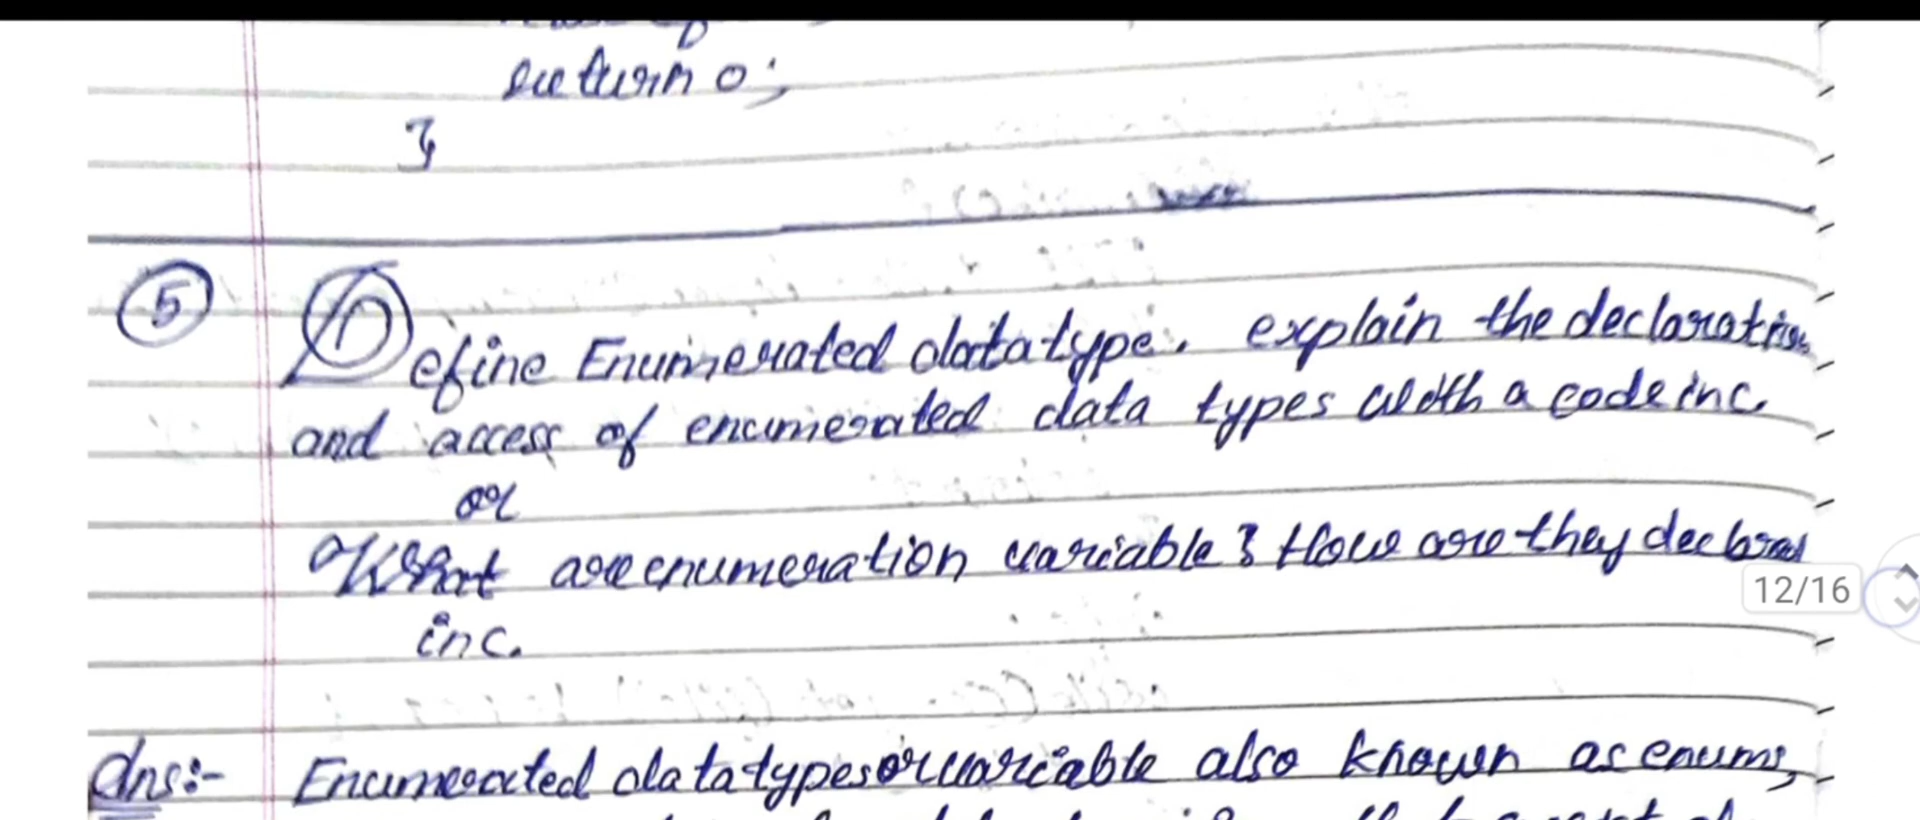 return 0;
}
5 Define Enumerated datatype. explain the declaration
and access of enumerated data types with a code inc.
or
What are enumeration variable? How are they declared
inc.
12/16
Ans:- Enumerated datatypes or variable also known as enums,